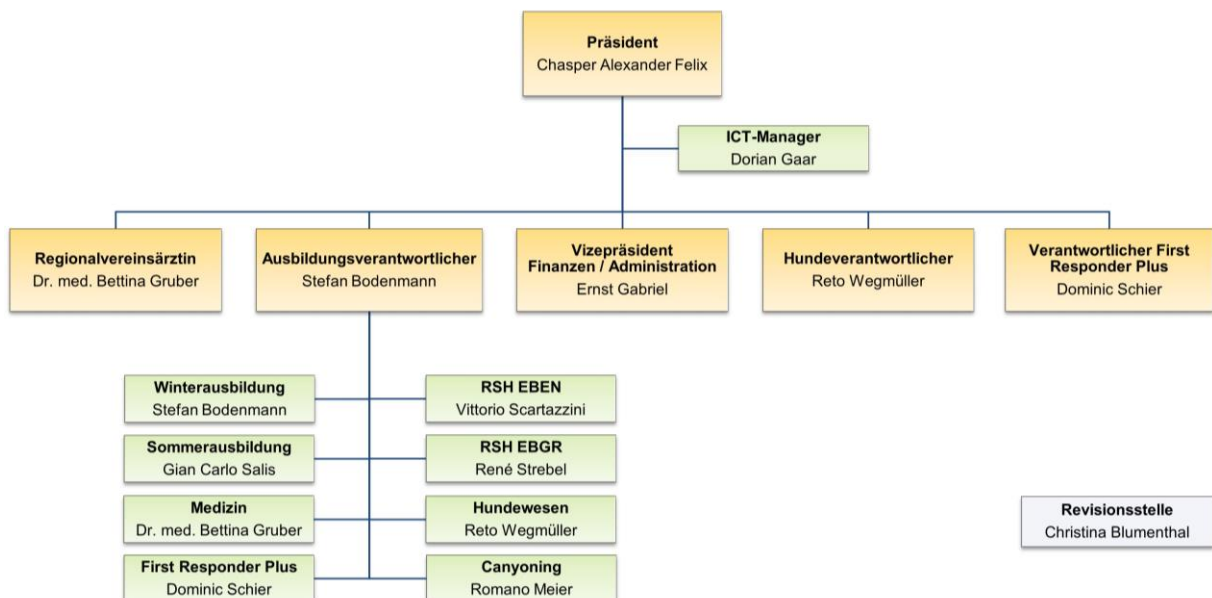 Präsident
Chasper Alexander Felix
ICT-Manager
Dorian Gaar
Regionalvereinsärztin
Dr. med. Bettina Gruber
Ausbildungsverantwortlicher
Stefan Bodenmann
Vizepräsident
Finanzen / Administration
Ernst Gabriel
Hundeverantwortlicher
Reto Wegmüller
Verantwortlicher First
Responder Plus
Dominic Schier
Winterausbildung
Stefan Bodenmann
RSH EBEN
Vittorio Scartazzini
Sommerausbildung
Gian Carlo Salis
RSH EBGR
René Strebel
Medizin
Dr. med. Bettina Gruber
Hundewesen
Reto Wegmüller
Revisionsstelle
Christina Blumenthal
First Responder Plus
Dominic Schier
Canyoning
Romano Meier